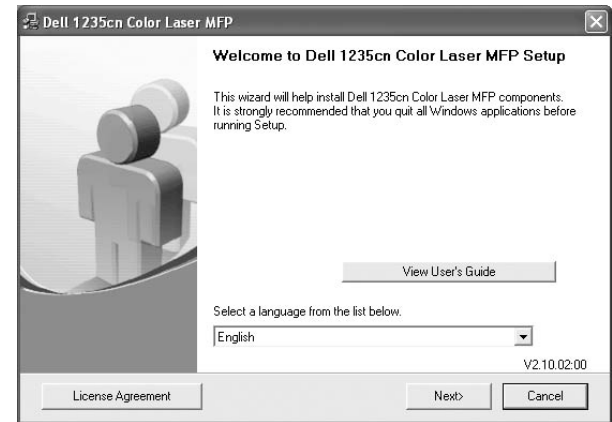 Dell 1235cn Color Laser MFP
Welcome to Dell 1235cn Color Laser MFP Setup
This wizard will help install Dell 1235cn Color Laser MFP components.
It is strongly recommended that you quit all Windows applications before
running Setup.
View User's Guide
Select a language from the list below.
English
V2.10.02:00
License Agreement
Next>
Cancel